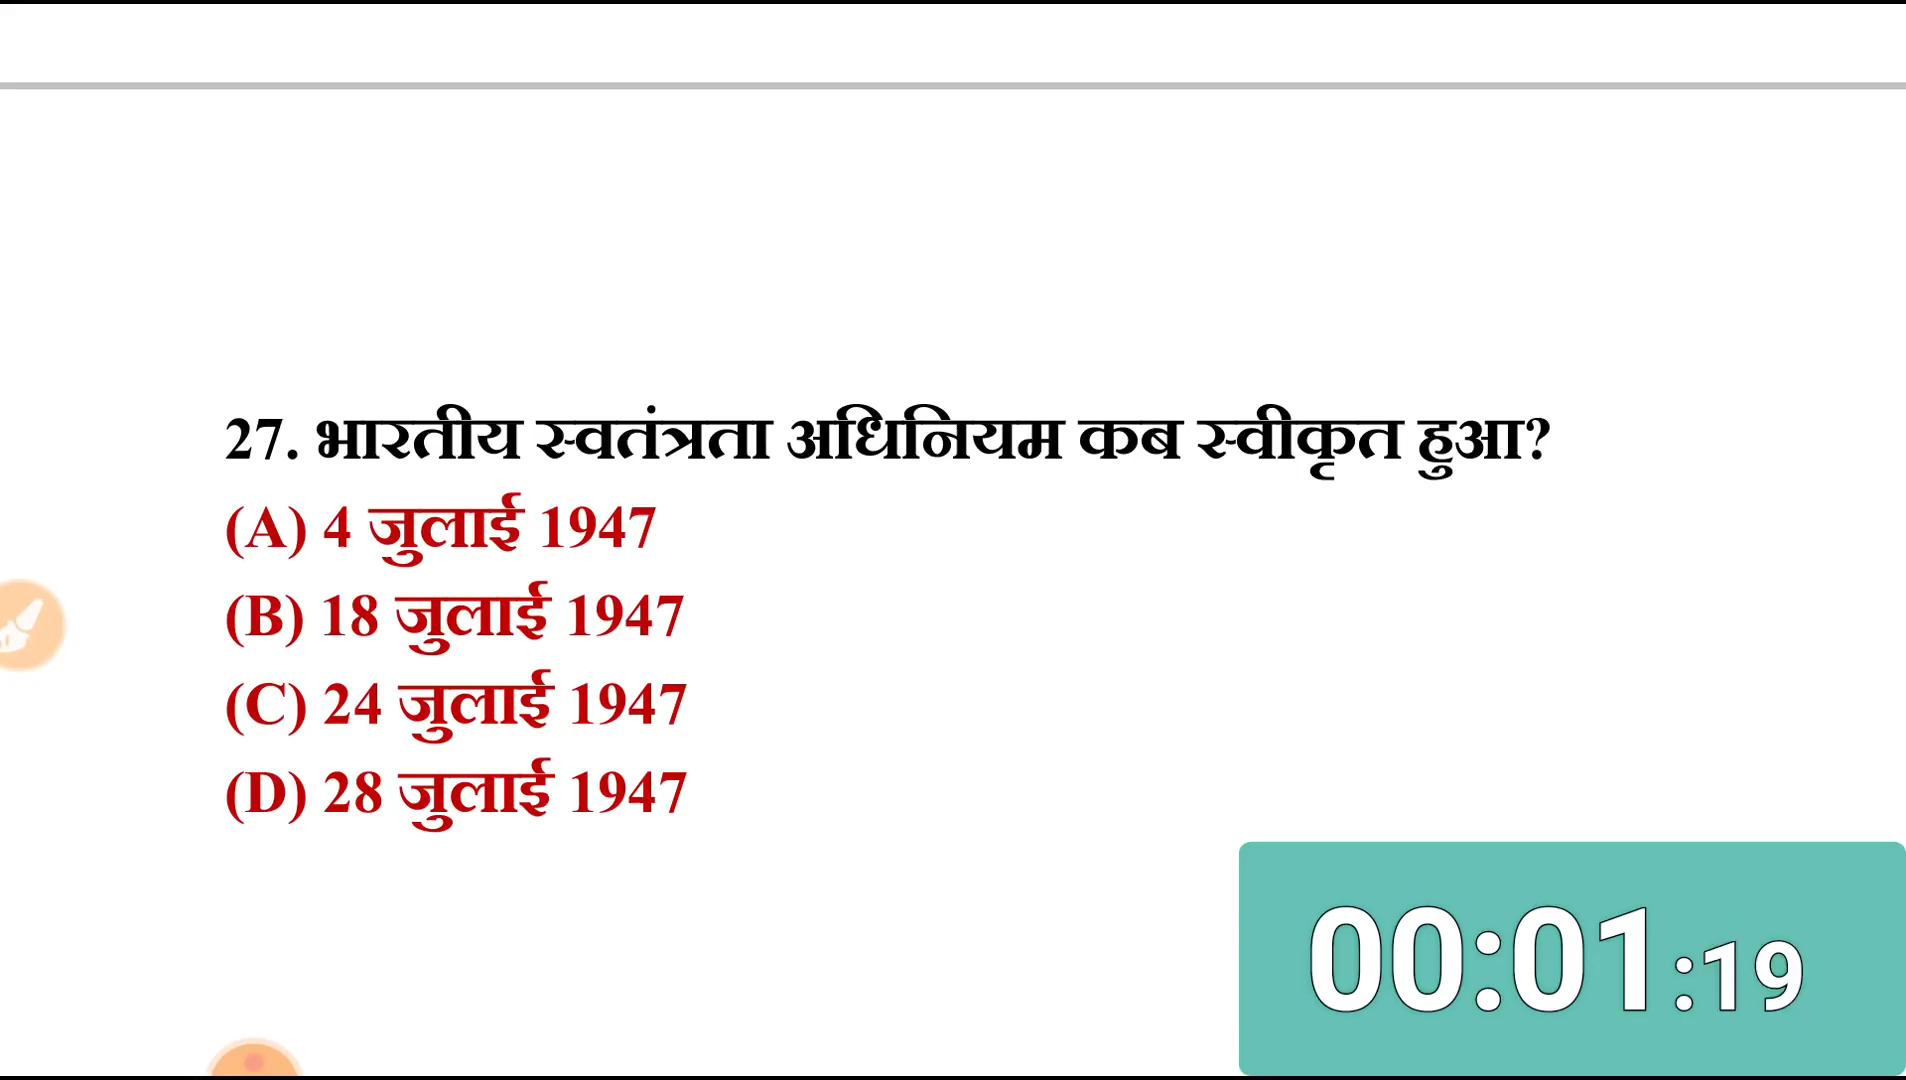 27. भारतीय स्वतंत्रता अधिनियम कब स्वीकृत हुआ?
(A) 4 जुलाई 1947
(B) 18 जुलाई 1947
(C) 24 जुलाई 1947
(D) 28 जुलाई 1947
00:01:19